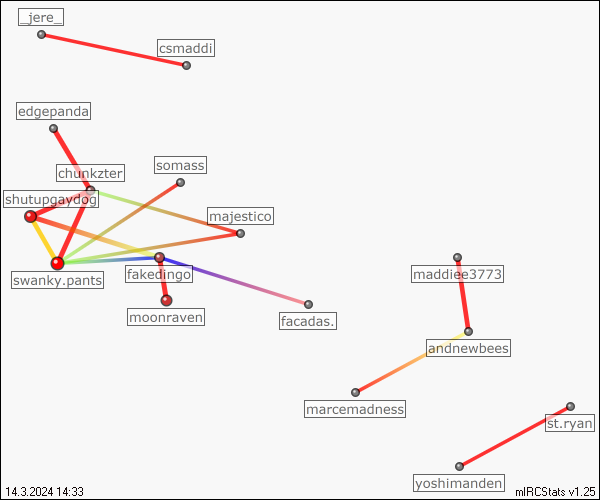 _jere_
csmaddi
edgepanda
chunkzter
somass
shutupgaydog
majestico
swanky.pants
fakedingo
maddiee3773
moonraven
facadas.
andnewbees
marcemadness
st.ryan
yoshimanden
14.3.2024 14:33
mIRCStats v1.25